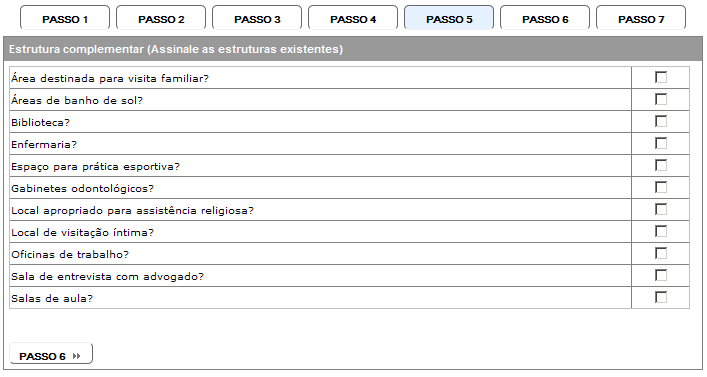 PASSO 1 PASSO 2 PASSO 3 PASSO 4 PASSO 5 PASSO 6 PASSO 7
Estrutura complementar (Assinale as estruturas existentes)
Área destinada para visita familiar?
Áreas de banho de sol?
Biblioteca?
Enfermaria?
Espaço para prática esportiva?
Gabinetes odontológicos?
Local apropriado para assistência religiosa?
Local de visitação íntima?
Oficinas de trabalho?
Sala de entrevista com advogado?
Salas de aula?
PASSO 6